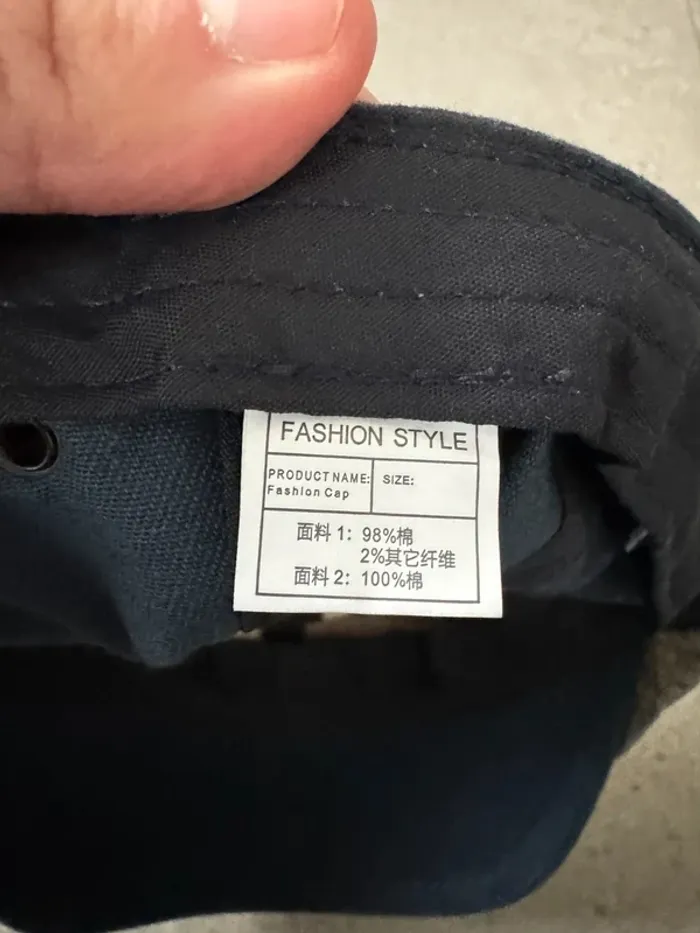 FASHION STYLE
PRODUCT NAME:
Fashion Cap
SIZE:
面料1: 98%棉
2%其它纤维
面料2: 100%棉